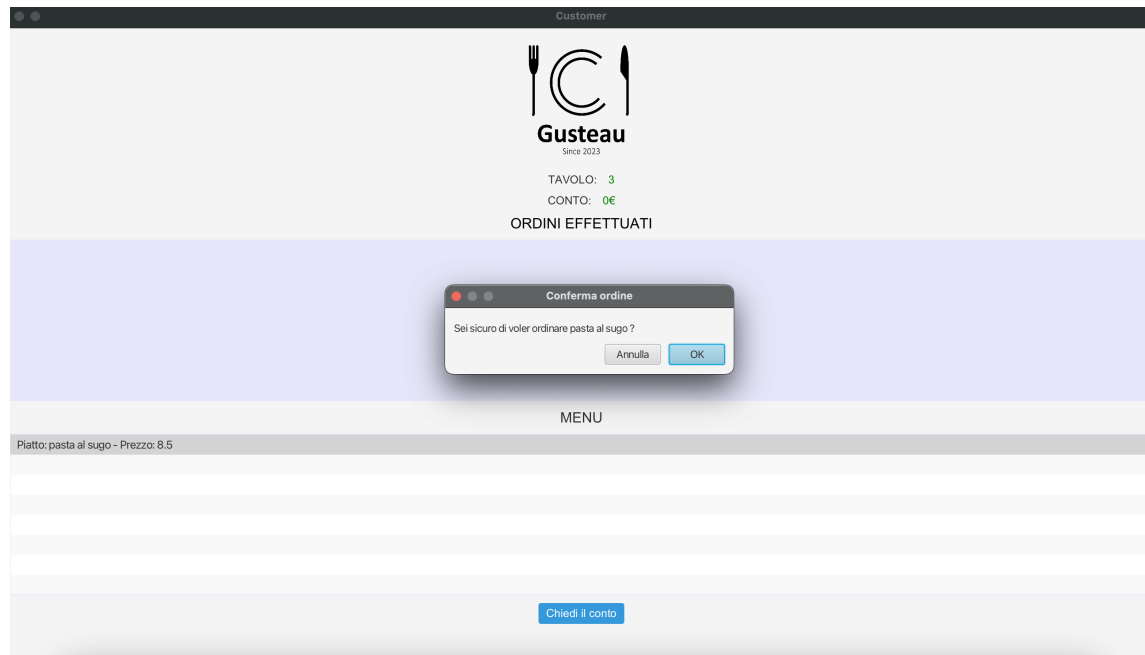 Customer
Gusteau
Since 2023
TAVOLO: 3
CONTO: 0€
ORDINI EFFETTUATI
Conferma ordine
Sei sicuro di voler ordinare pasta al sugo ?
Annulla OK
MENU
Piatto: pasta al sugo - Prezzo: 8.5
Chiedi il conto